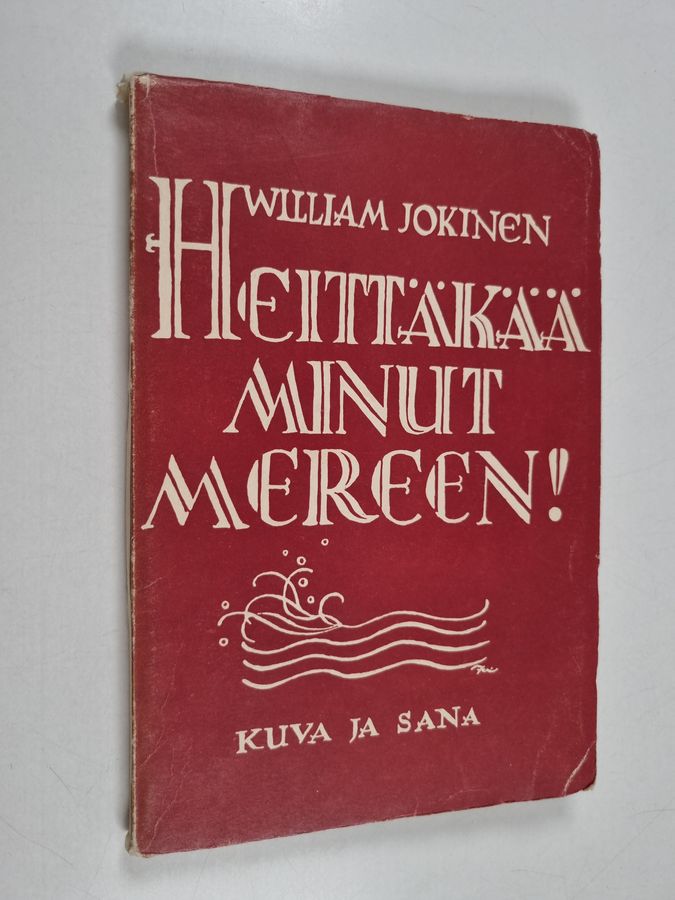 WILLIAM JOKINEN
HEITTÄKÄÄ
MINUT
MEREEN!
KUVA JA SANA